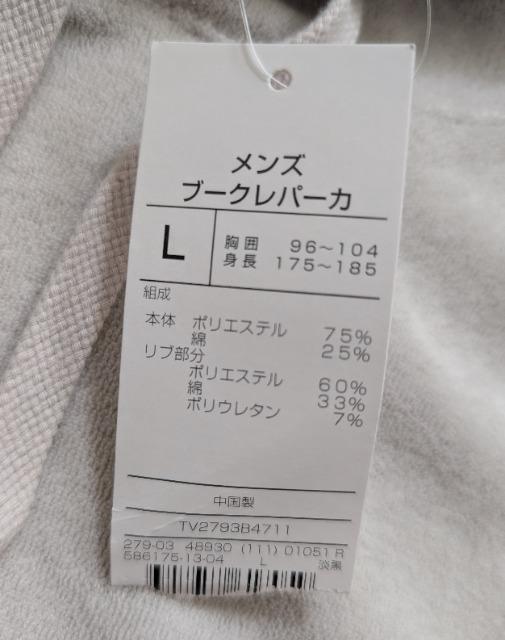 メンズ
ブークレパーカ
L
胸囲 96～104
身長 175～185
組成
本体 ポリエステル 75%
綿 25%
リブ部分
ポリエステル 60%
綿 33%
ポリウレタン 7%
中国製
TV2793B4711
279-03 48930 (111) 01051 R
586175-13-04 L 淡黒